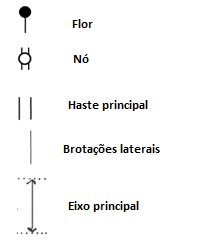 Flor
Nó
Haste principal
Brotações laterais
Eixo principal